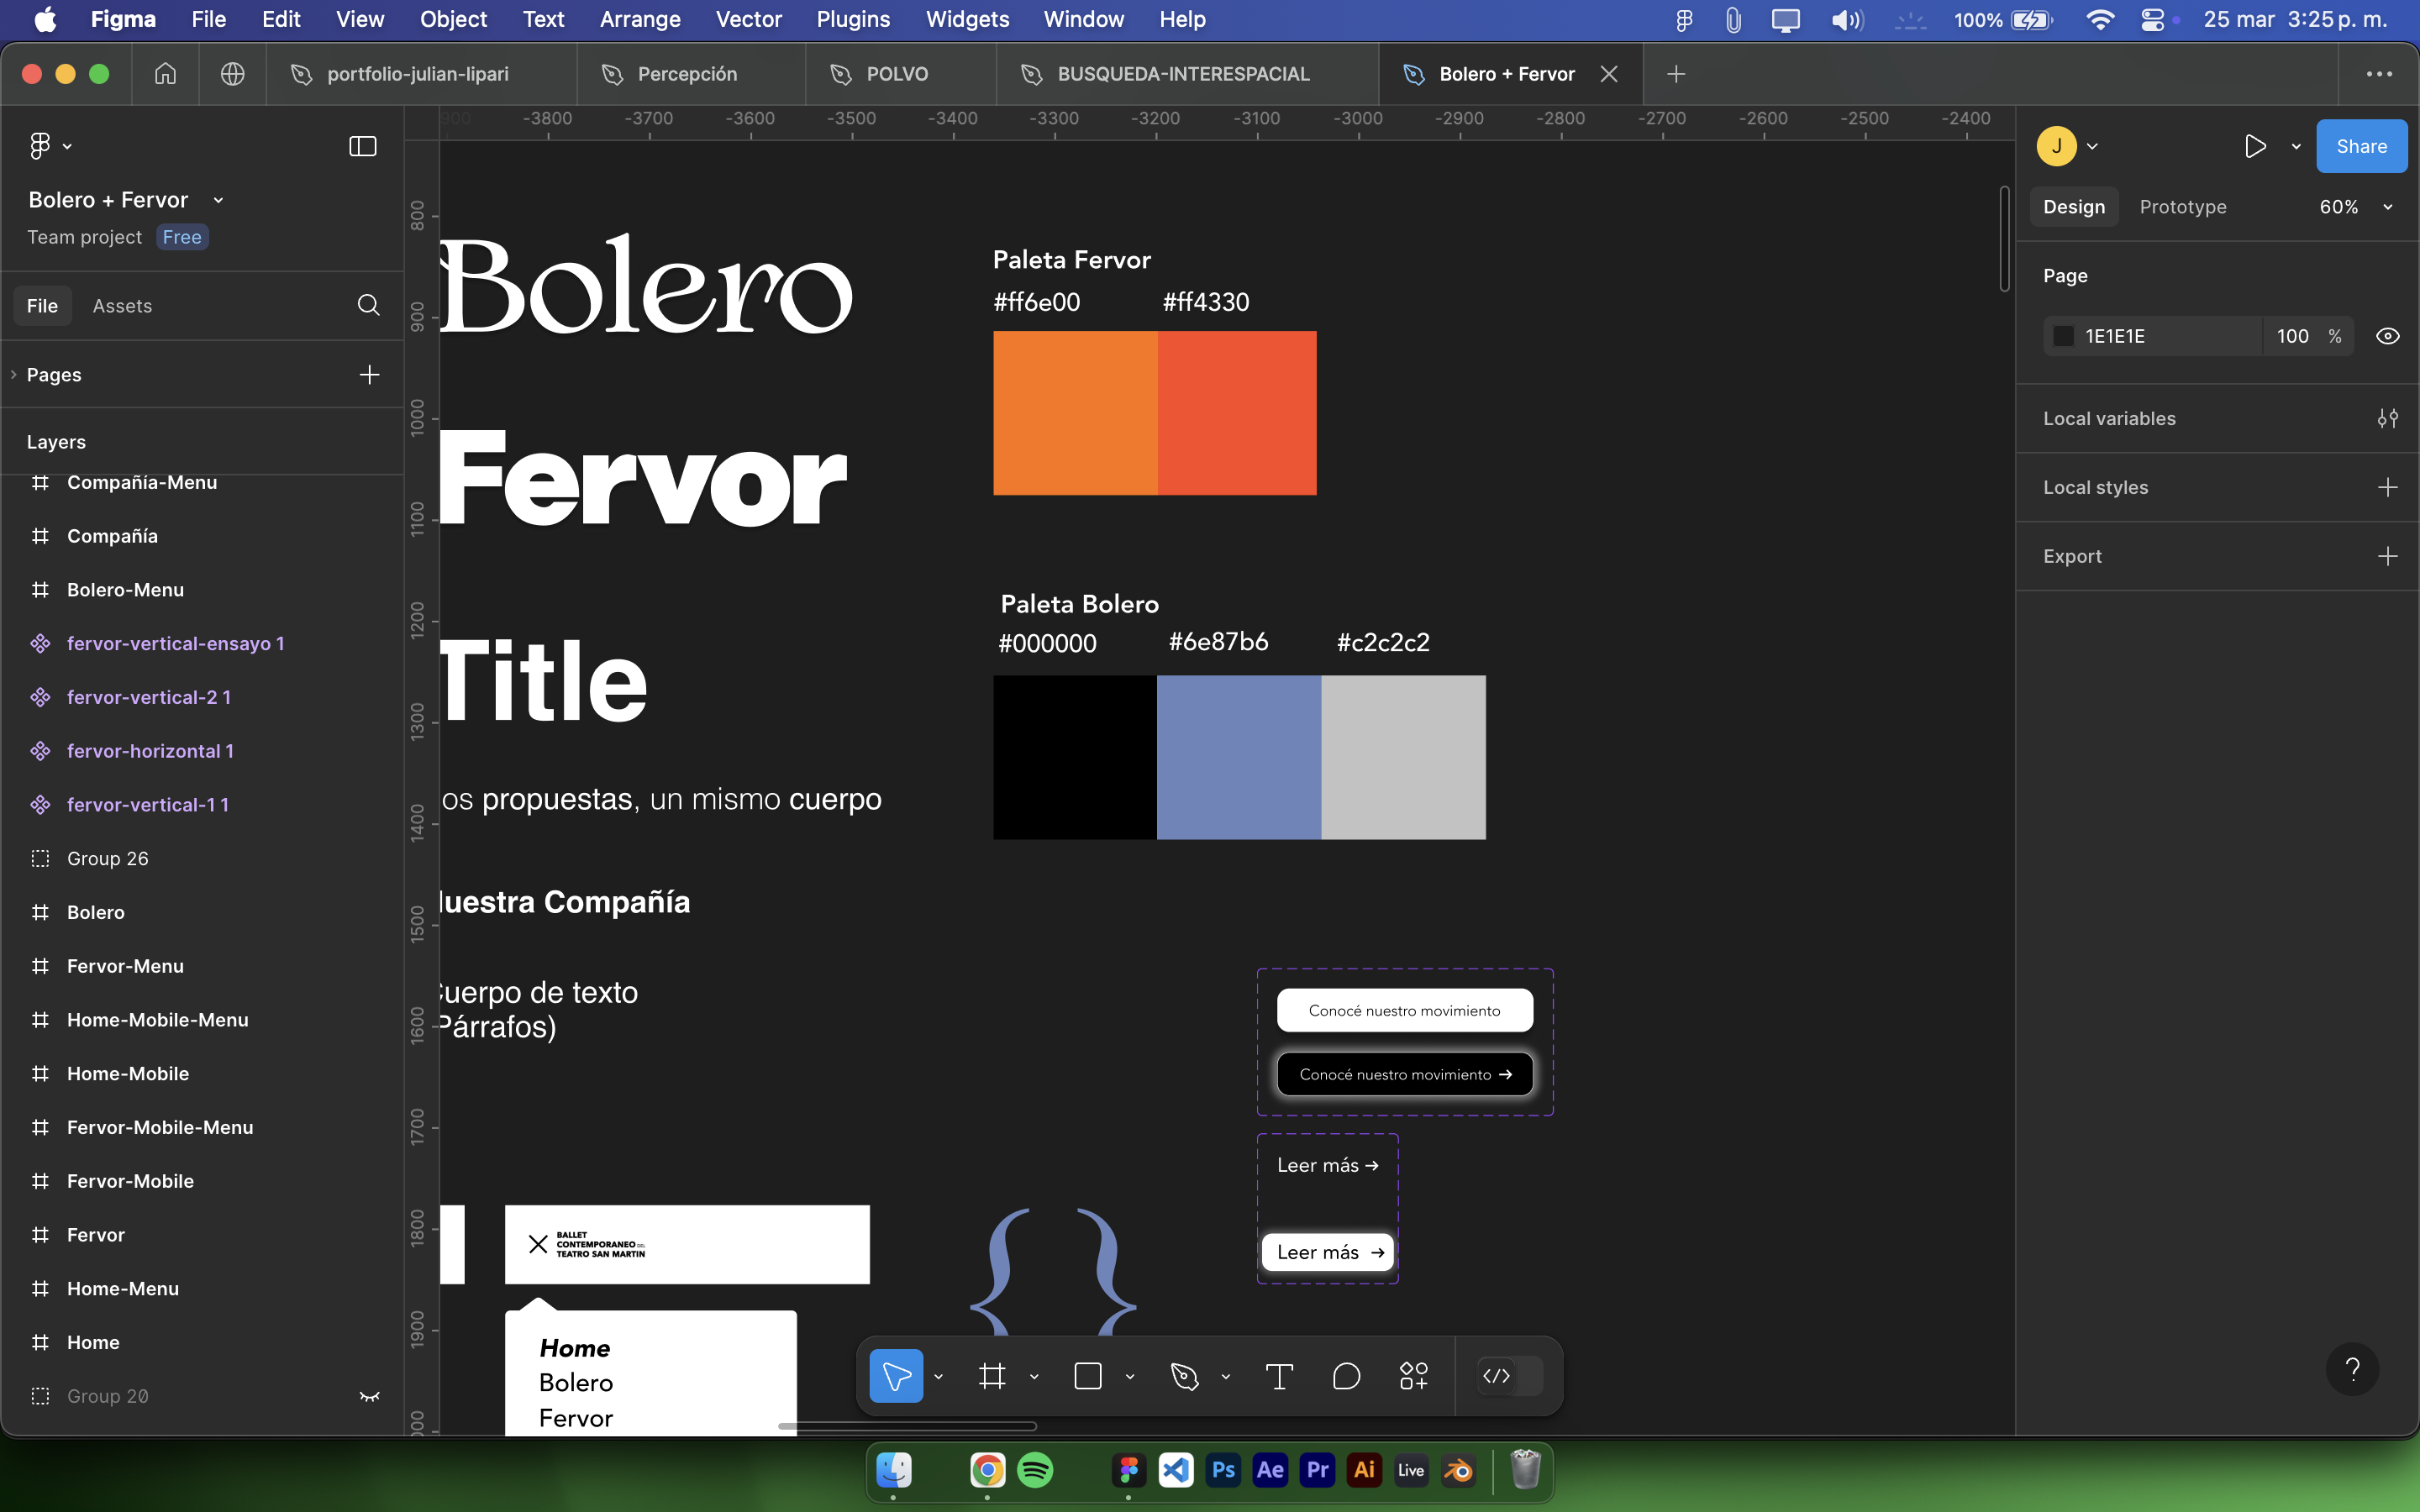 Figma File Edit View Object Text Arrange Vector Plugins Widgets Window Help 100% 25 mar 3:25 p. m.
portfolio-julian-lipari Percepción POLVO BUSQUEDA-INTERESPACIAL Bolero + Fervor
-3800 -3700 -3600 -3500 -3400 -3300 -3200 -3100 -3000 -2900 -2800 -2700 -2600 -2500 -2400
Bolero + Fervor
Team project Free
File Assets
Pages
Layers
Compañía-Menu
Compañía
Bolero-Menu
fervor-vertical-ensayo 1
fervor-vertical-2 1
fervor-horizontal 1
fervor-vertical-1 1
Group 26
Bolero
Fervor-Menu
Home-Mobile-Menu
Home-Mobile
Fervor-Mobile-Menu
Fervor-Mobile
Fervor
Home-Menu
Home
Group 20
800
900
1000
1100
1200
1300
1400
1500
1600
1700
1800
1900
Bolero
Fervor
Title
os propuestas, un mismo cuerpo
uestra Compañía
Cuerpo de texto
Párrafos)
Paleta Fervor
#ff6e00 #ff4330
Paleta Bolero
#000000 #6e87b6 #c2c2c2
Conocé nuestro movimiento
Conocé nuestro movimiento →
Leer más →
Leer más →
BALLET
CONTEMPORANEO DEL
TEATRO SAN MARTIN
Home
Bolero
Fervor
{ }
J Share
Design Prototype 60%
Page
1E1E1E 100 %
Local variables
Local styles
Export
?
Ps Ae Pr Ai Live